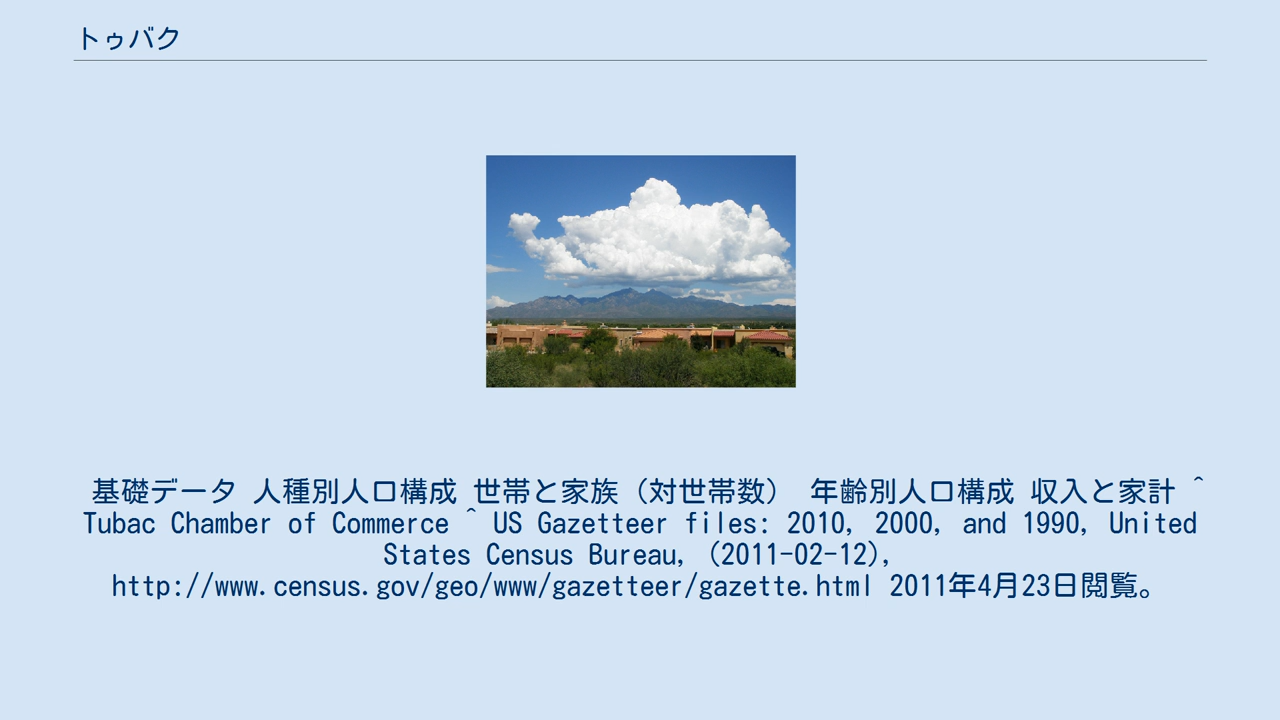 トゥバク
基礎データ 人種別人口構成 世帯と家族（対世帯数） 年齢別人口構成 収入と家計 ^
Tubac Chamber of Commerce ^ US Gazetteer files: 2010, 2000, and 1990, United
States Census Bureau, (2011-02-12),
http://www.census.gov/geo/www/gazetteer/gazette.html 2011年4月23日閲覧。